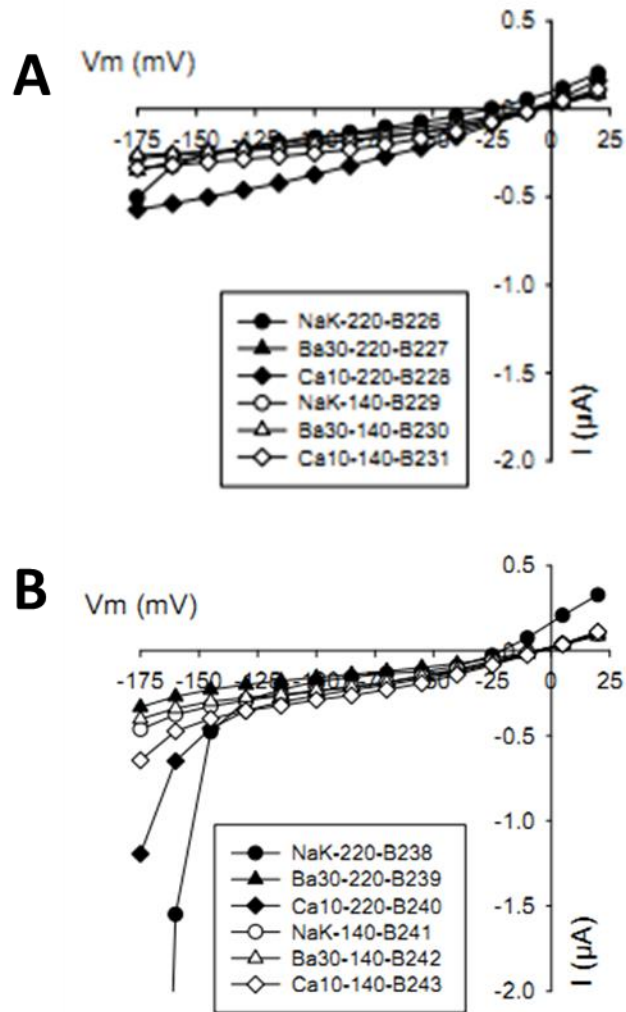 A
Vm (mV)
0.5
-175
-150
-125
-100
-75
-50
-25
0
25
-0.5
-1.0
-1.5
-2.0
I (µA)
NaK-220-B226
Ba30-220-B227
Ca10-220-B228
NaK-140-B229
Ba30-140-B230
Ca10-140-B231
B
Vm (mV)
0.5
-175
-150
-125
-100
-75
-50
-25
0
25
-0.5
-1.0
-1.5
-2.0
I (µA)
NaK-220-B238
Ba30-220-B239
Ca10-220-B240
NaK-140-B241
Ba30-140-B242
Ca10-140-B243